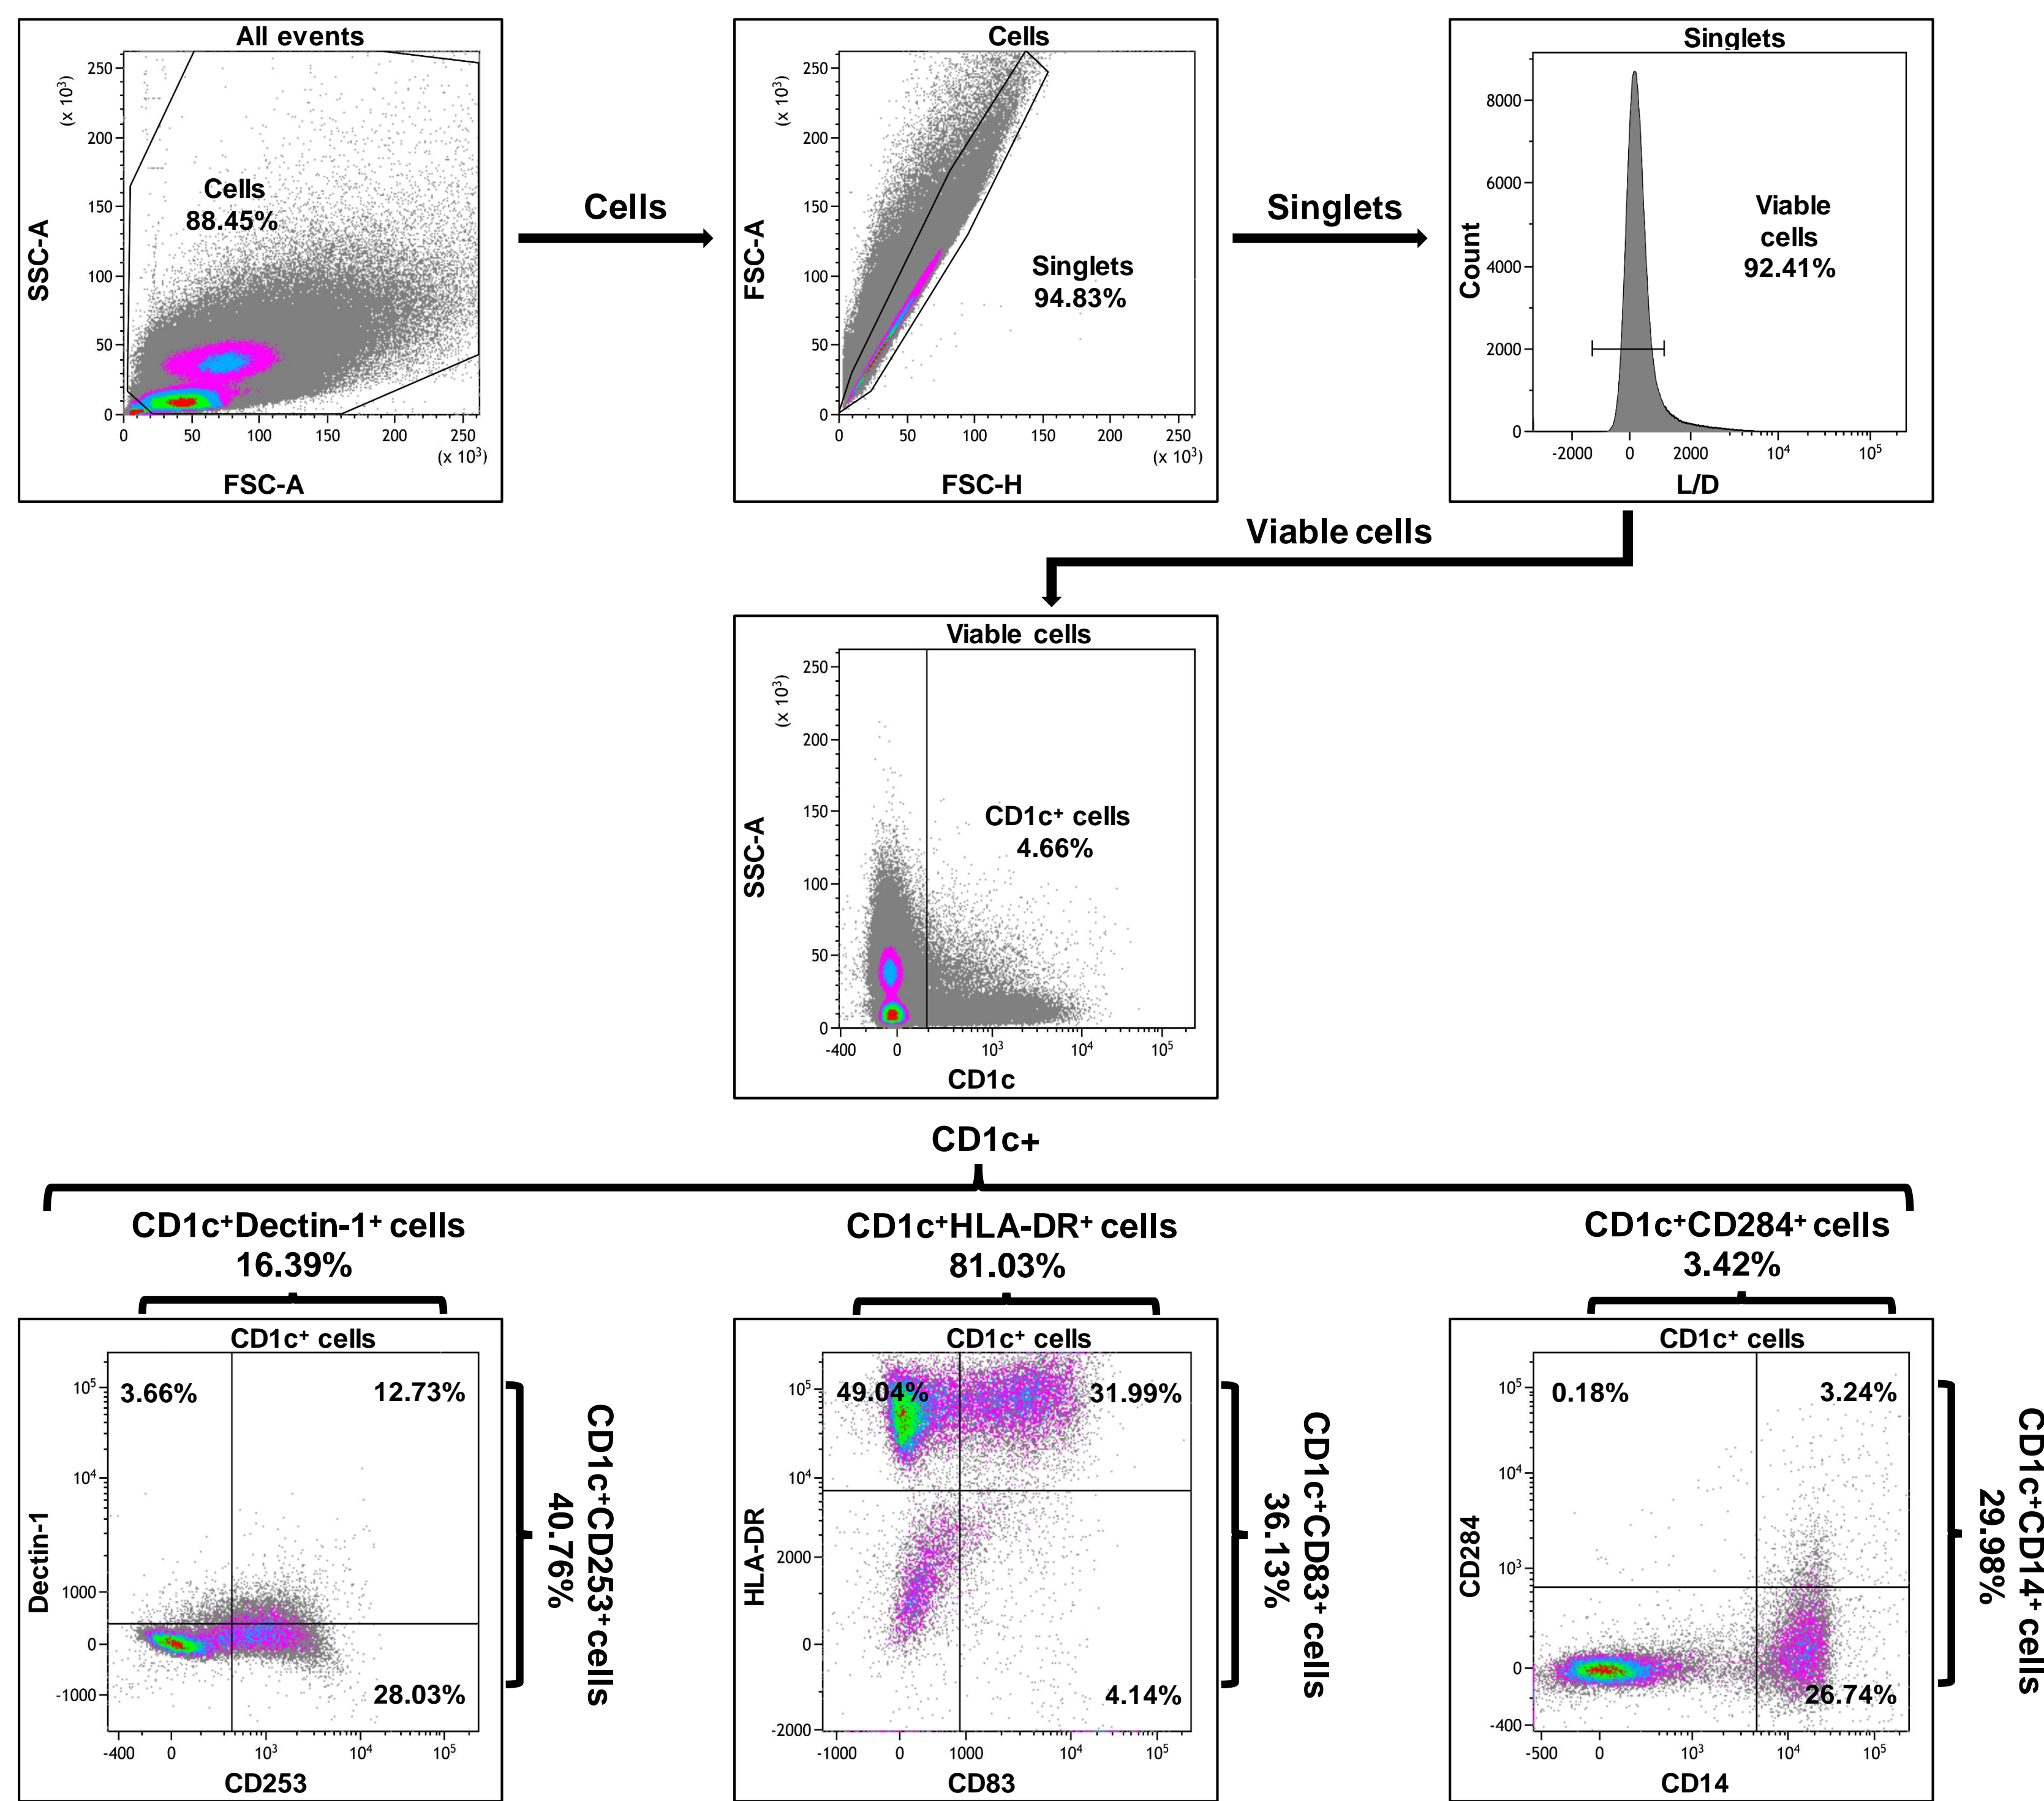 All events
(x 10³)
250
200
150
100
50
0
SSC-A
Cells
88.45%
0 50 100 150 200 250
(x 10³)
FSC-A
Cells
Cells
(x 10³)
250
200
150
100
50
0
FSC-A
Singlets
94.83%
0 50 100 150 200 250
(x 10³)
FSC-H
Singlets
Singlets
8000
6000
4000
2000
0
Count
Viable
cells
92.41%
-2000 0 2000 10⁴ 10⁵
L/D
Viable cells
Viable cells
(x 10³)
250
200
150
100
50
0
SSC-A
CD1c⁺ cells
4.66%
-400 0 10³ 10⁴ 10⁵
CD1c
CD1c+
CD1c⁺Dectin-1⁺ cells
16.39%
CD1c⁺ cells
10⁵
10⁴
1000
0
-1000
Dectin-1
3.66% 12.73%
28.03%
-400 0 10³ 10⁴ 10⁵
CD253
CD1c⁺CD253⁺cells
40.76%
CD1c⁺HLA-DR⁺ cells
81.03%
CD1c⁺ cells
10⁵
10⁴
2000
0
-2000
HLA-DR
49.04% 31.99%
4.14%
-1000 0 1000 10⁴ 10⁵
CD83
CD1c⁺CD83⁺ cells
36.13%
CD1c⁺CD284⁺ cells
3.42%
CD1c⁺ cells
10⁵
10⁴
10³
0
-400
CD284
0.18% 3.24%
26.74%
-500 0 10³ 10⁴ 10⁵
CD14
CD1c⁺CD14⁺ cells
29.98%